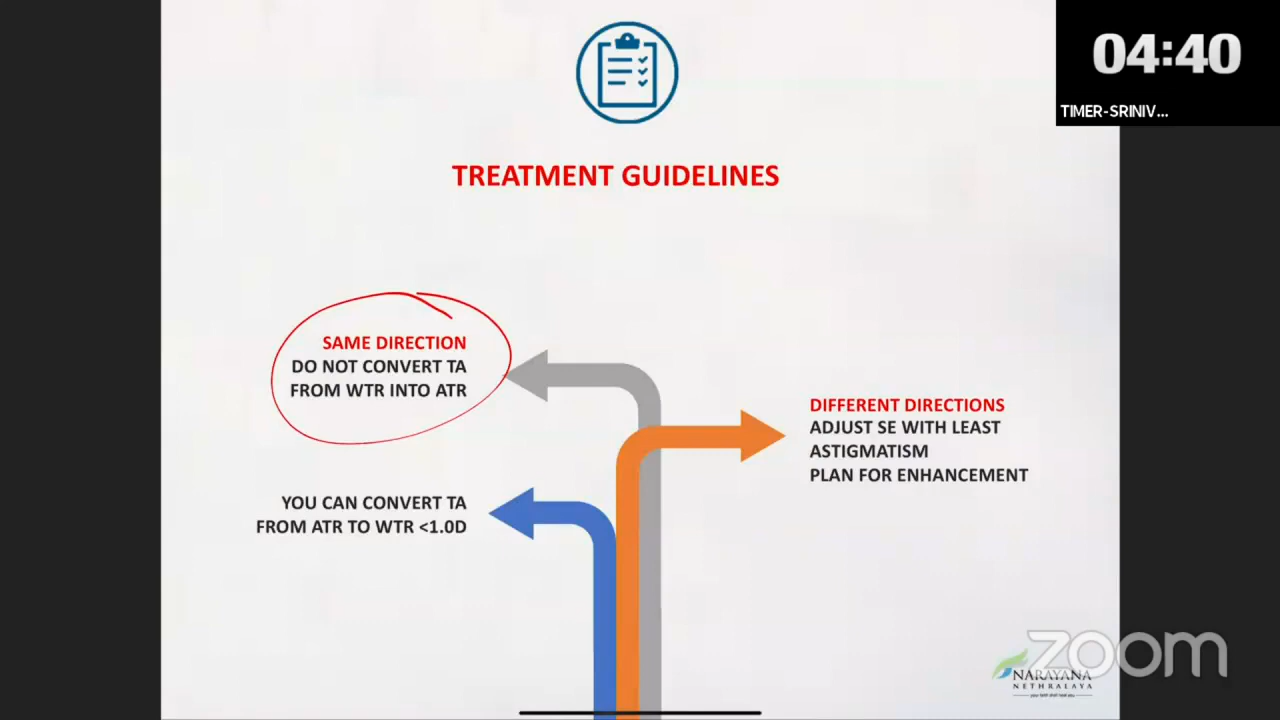 04:40
TIMER-SRINIV...
TREATMENT GUIDELINES
SAME DIRECTION
DO NOT CONVERT TA
FROM WTR INTO ATR
DIFFERENT DIRECTIONS
ADJUST SE WITH LEAST
ASTIGMATISM
PLAN FOR ENHANCEMENT
YOU CAN CONVERT TA
FROM ATR TO WTR <1.0D
zoom
NARAYANA
NETHRALAYA